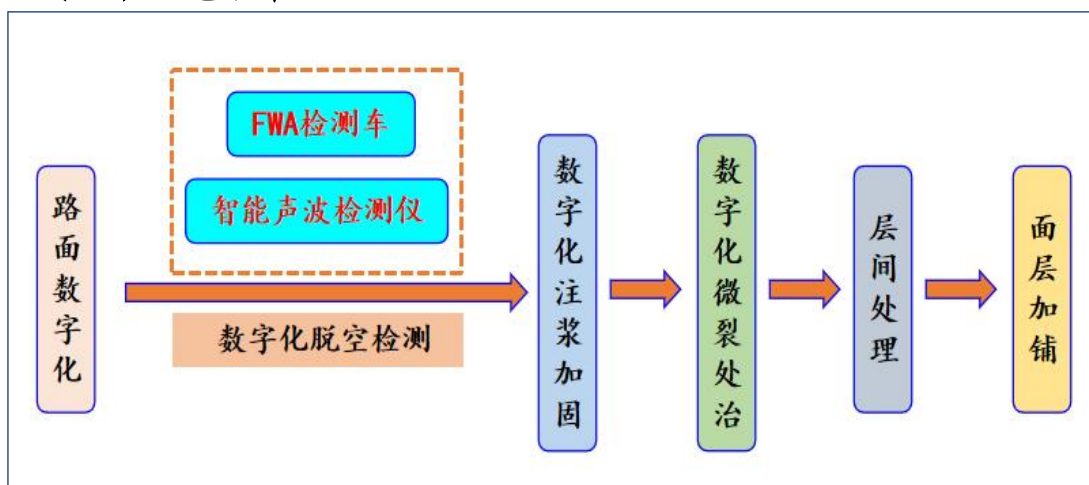 路面数字化
FWA检测车
智能声波检测仪
数字化脱空检测
数字化注浆加固
数字化微裂处治
层间处理
面层加铺